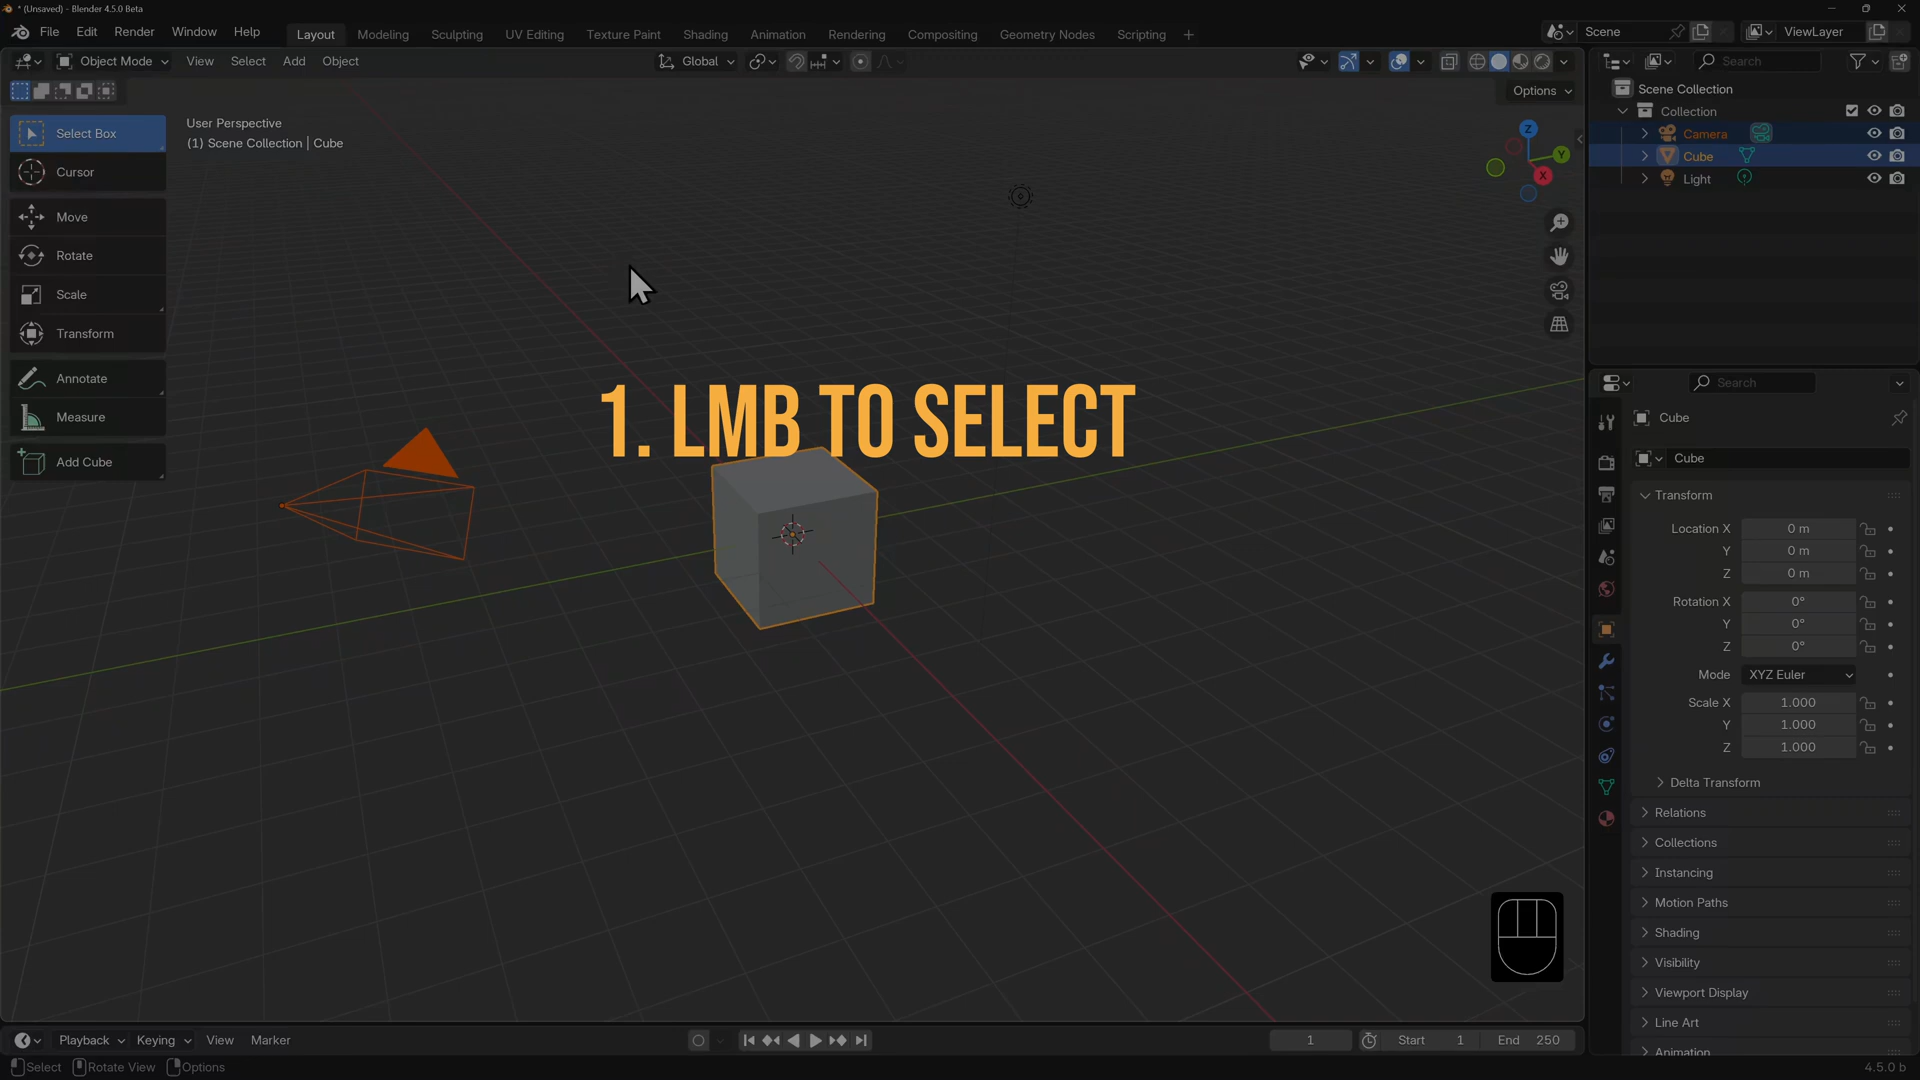 * (Unsaved) - Blender 4.5.0 Beta
File Edit Render Window Help
Layout Modeling Sculpting UV Editing Texture Paint Shading Animation Rendering Compositing Geometry Nodes Scripting +
Scene
ViewLayer
Object Mode View Select Add Object
Global
Search
Options
Select Box
Cursor
Move
Rotate
Scale
Transform
Annotate
Measure
Add Cube
User Perspective
(1) Scene Collection | Cube
Z
Y
X
1. LMB TO SELECT
Scene Collection
Collection
Camera
Cube
Light
Search
Cube
Cube
Transform
Location X 0 m
Y 0 m
Z 0 m
Rotation X 0°
Y 0°
Z 0°
Mode XYZ Euler
Scale X 1.000
Y 1.000
Z 1.000
Delta Transform
Relations
Collections
Instancing
Motion Paths
Shading
Visibility
Viewport Display
Line Art
Animation
Playback Keying View Marker
1 Start 1 End 250
Select Rotate View Options
4.5.0 b